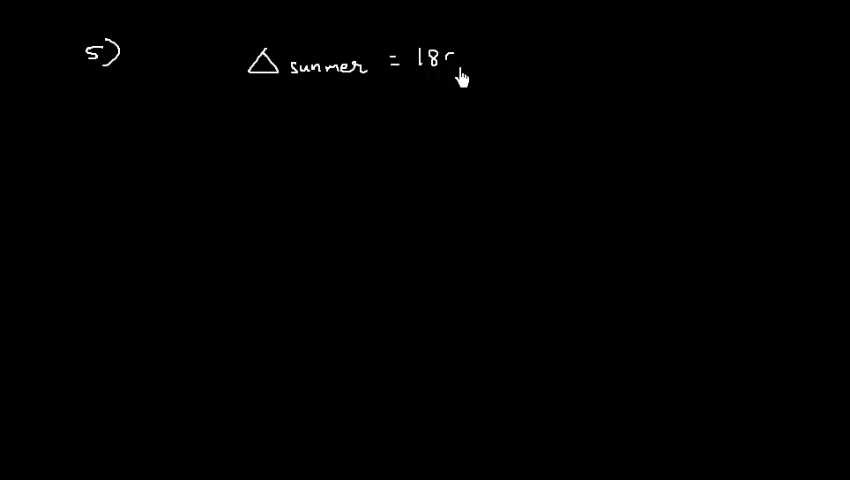 5) △ sunmer = 18